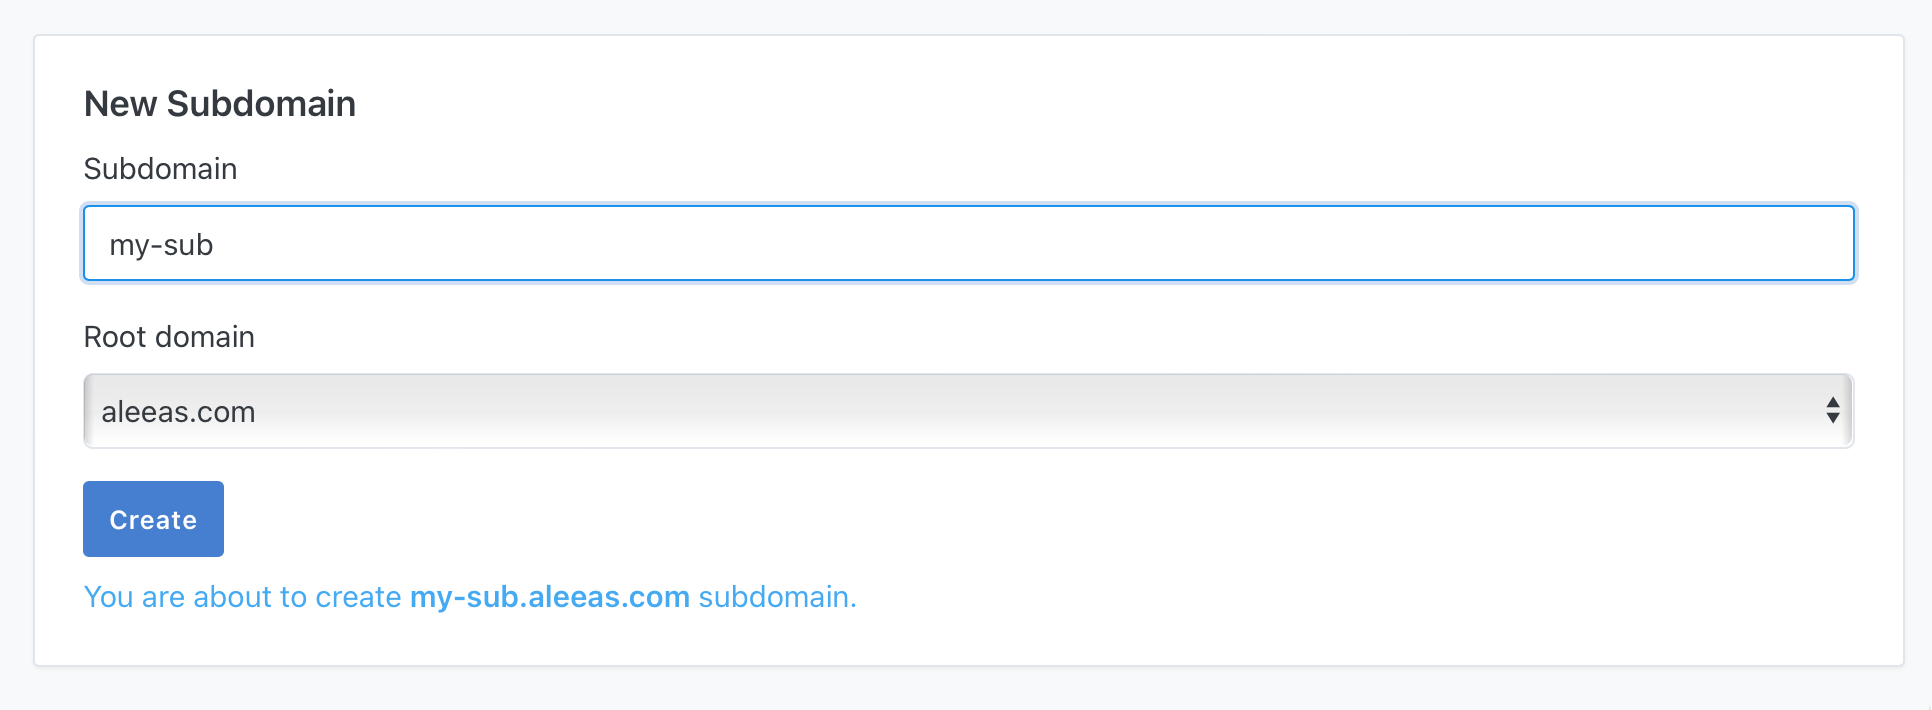 New Subdomain
Subdomain
my-sub
Root domain
aleeas.com
Create
You are about to create my-sub.aleeas.com subdomain.